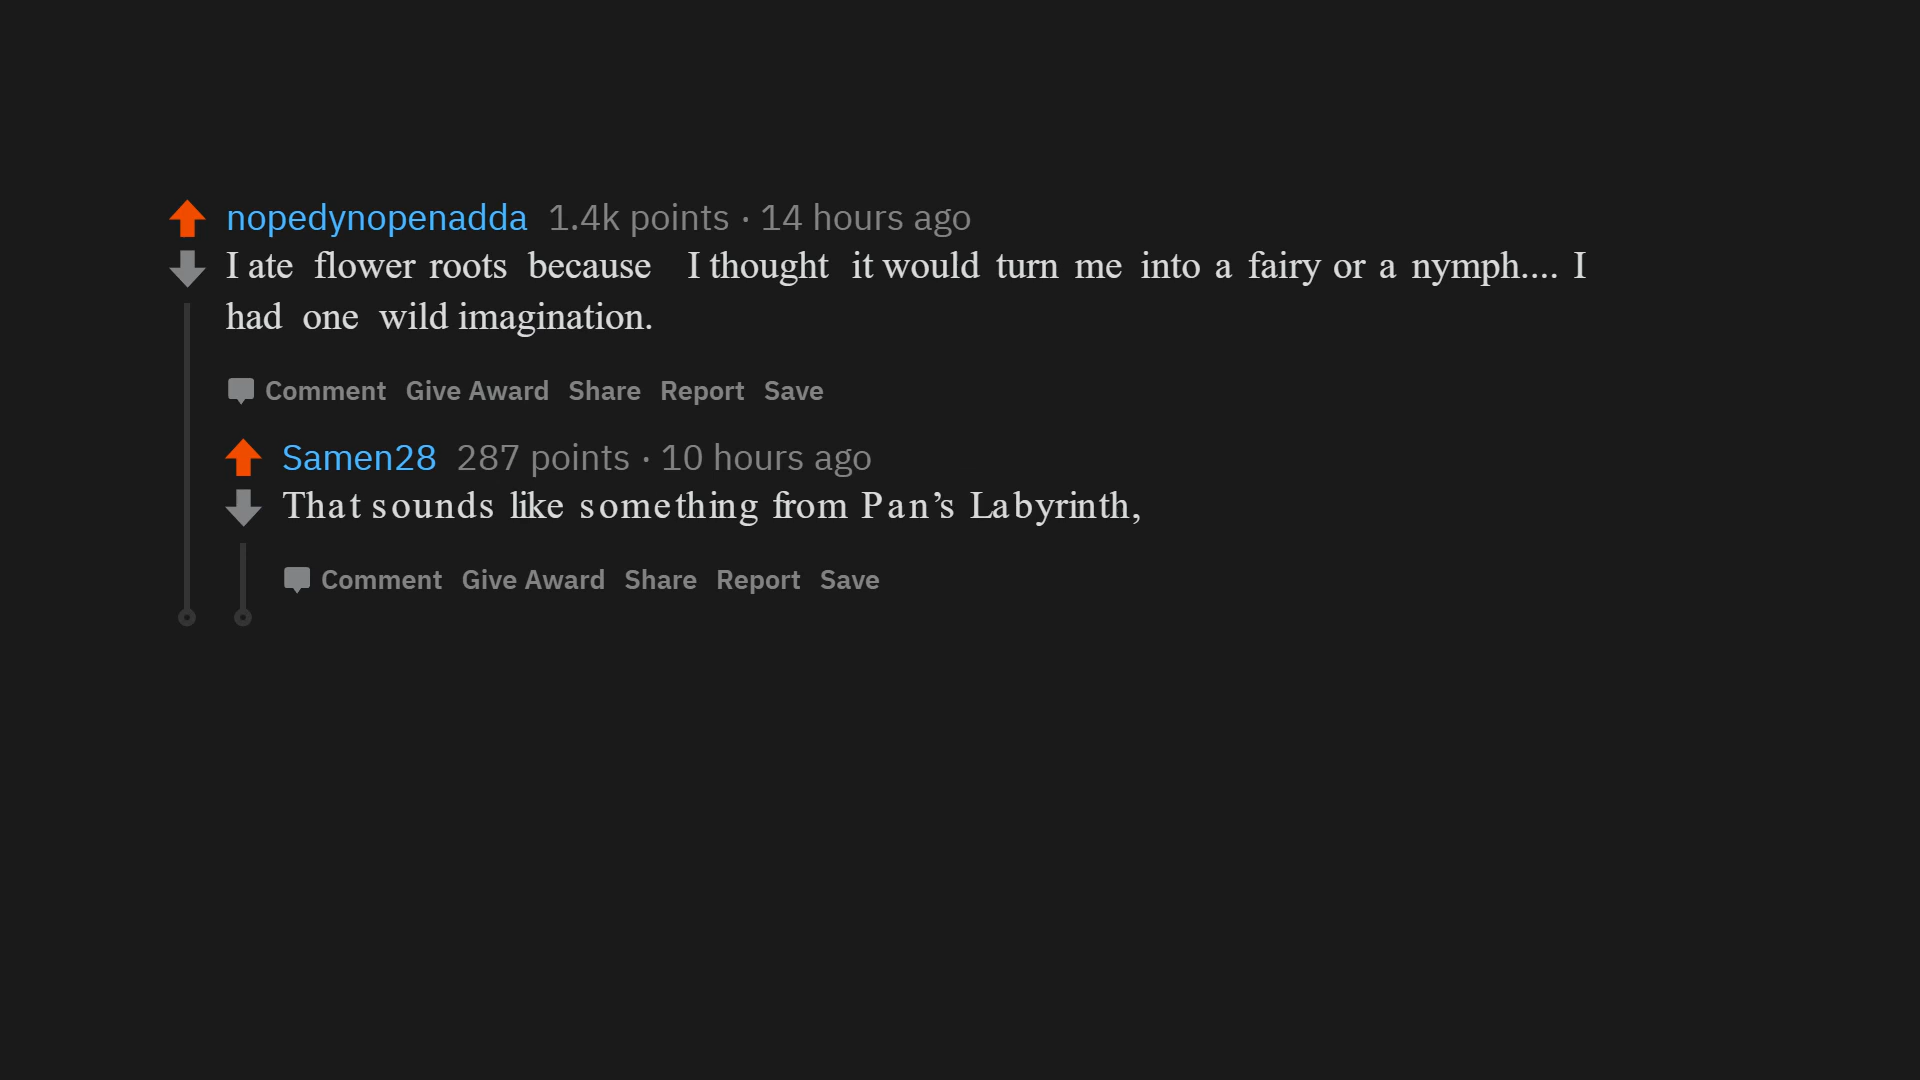 nopedynopenadda 1.4k points · 14 hours ago
I ate flower roots because I thought it would turn me into a fairy or a nymph.... I
had one wild imagination.
Comment Give Award Share Report Save
Samen28 287 points · 10 hours ago
That sounds like something from Pan’s Labyrinth,
Comment Give Award Share Report Save